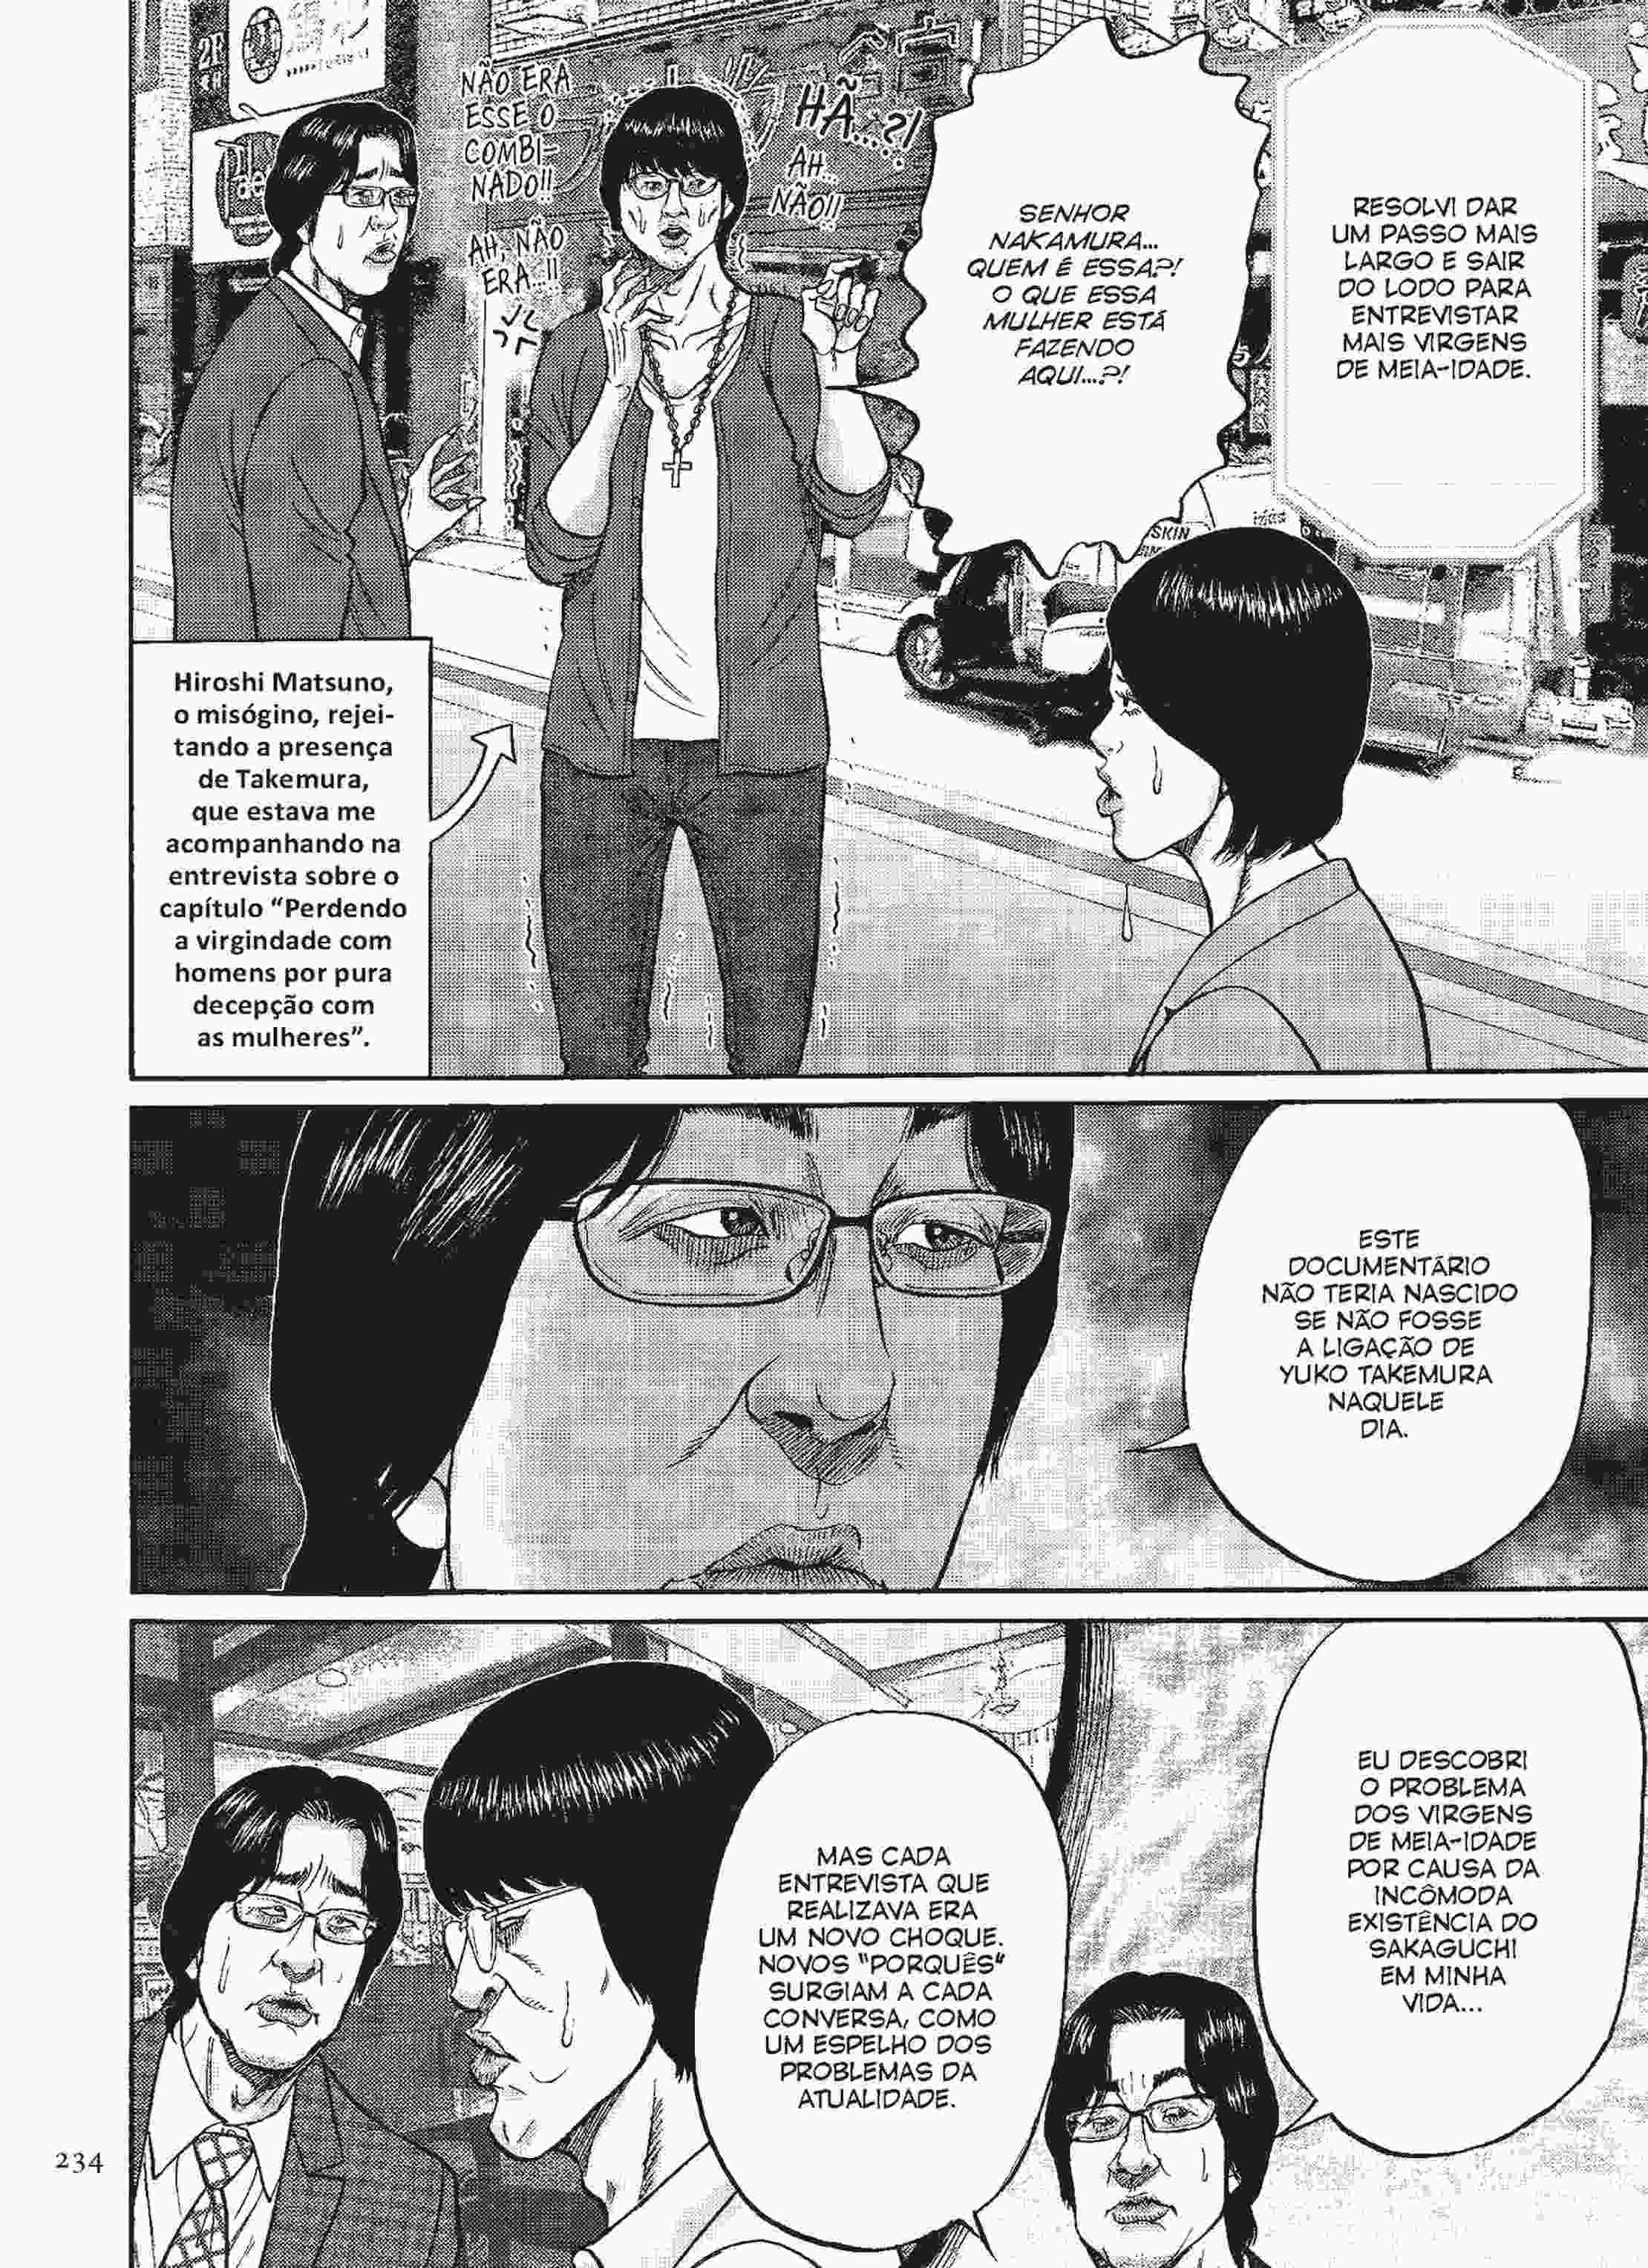 RESOLVI DAR
UM PASSO MAIS
LARGO E SAIR
DO LODO PARA
ENTREVISTAR
MAIS VIRGENS
DE MEIA-IDADE.
SENHOR
NAKAMURA...
QUEM É ESSA?!
O QUE ESSA
MULHER ESTÁ
FAZENDO
AQUI...?!
HÃ...?!
AH...
NÃO!!
NÃO ERA
ESSE O
COMBI-
NADO!!
AH, NÃO
ERA...!!
2F
SKIN
Hiroshi Matsuno,
o misógino, rejei-
tando a presença
de Takemura,
que estava me
acompanhando na
entrevista sobre o
capítulo “Perdendo
a virgindade com
homens por pura
decepção com
as mulheres”.
ESTE
DOCUMENTÁRIO
NÃO TERIA NASCIDO
SE NÃO FOSSE
A LIGAÇÃO DE
YUKO TAKEMURA
NAQUELE
DIA.
EU DESCOBRI
O PROBLEMA
DOS VIRGENS
DE MEIA-IDADE
POR CAUSA DA
INCÔMODA
EXISTÊNCIA DO
SAKAGUCHI
EM MINHA
VIDA...
MAS CADA
ENTREVISTA QUE
REALIZAVA ERA
UM NOVO CHOQUE.
NOVOS "PORQUÊS"
SURGIAM A CADA
CONVERSA, COMO
UM ESPELHO DOS
PROBLEMAS DA
ATUALIDADE.
234